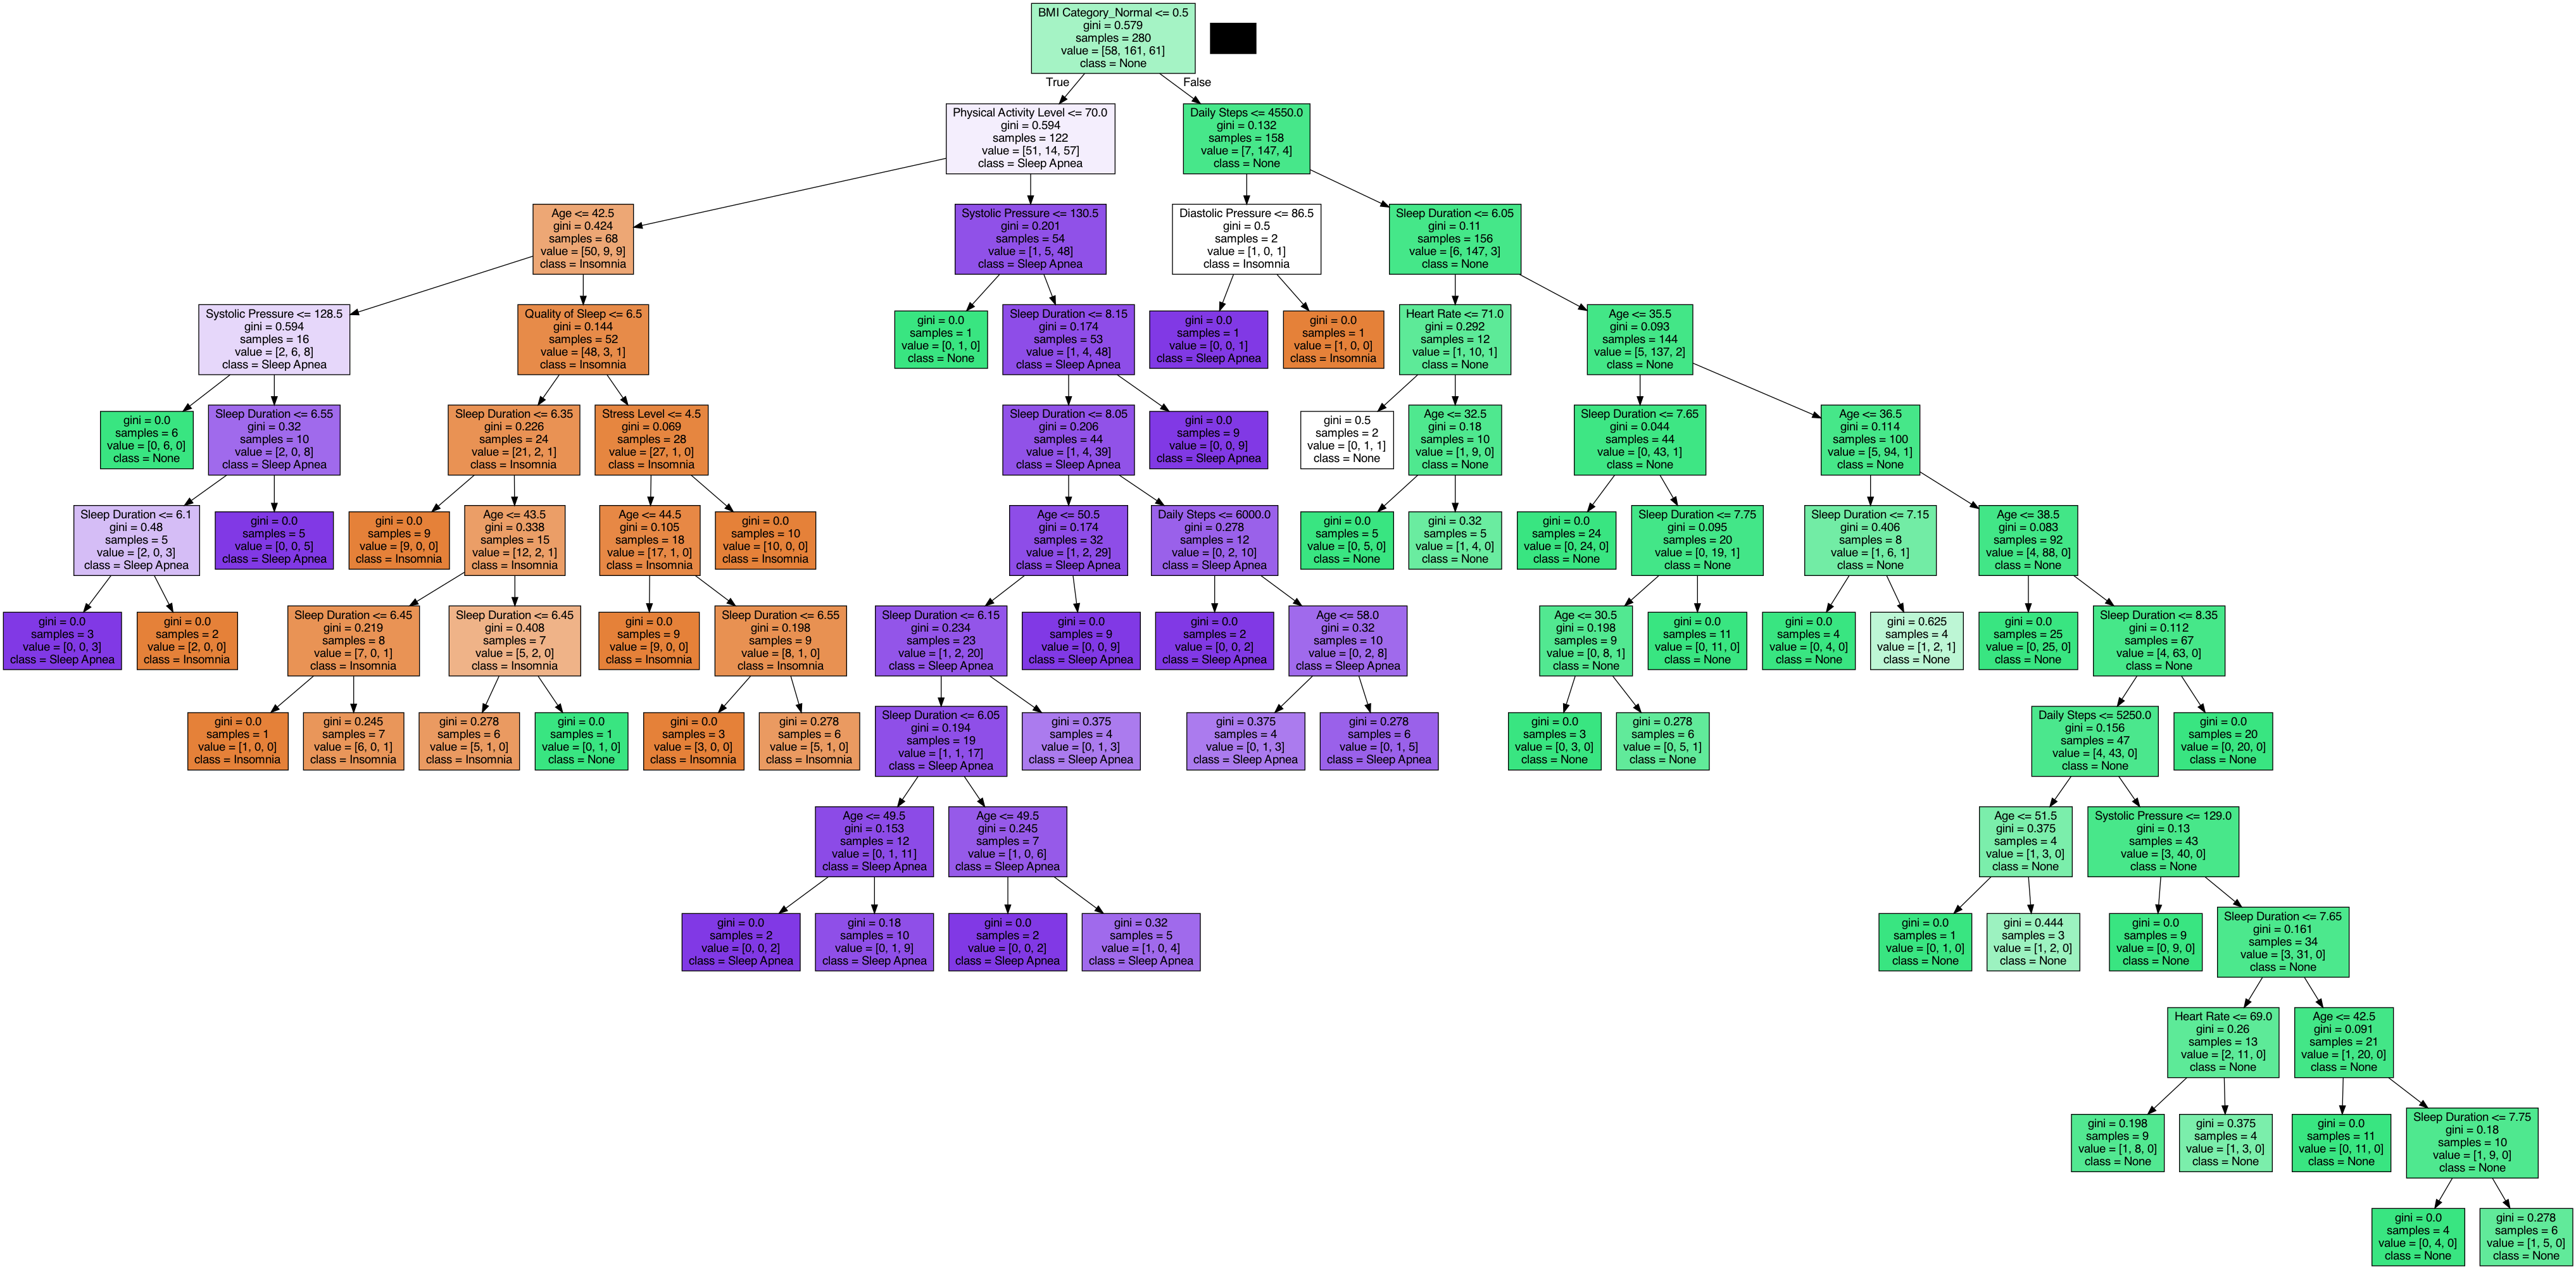 BMI Category_Normal <= 0.5
gini = 0.579
samples = 280
value = [58, 161, 61]
class = None
True
False
Physical Activity Level <= 70.0
gini = 0.594
samples = 122
value = [51, 14, 57]
class = Sleep Apnea
Daily Steps <= 4550.0
gini = 0.132
samples = 158
value = [7, 147, 4]
class = None
Age <= 42.5
gini = 0.424
samples = 68
value = [50, 9, 9]
class = Insomnia
Systolic Pressure <= 130.5
gini = 0.201
samples = 54
value = [1, 5, 48]
class = Sleep Apnea
Diastolic Pressure <= 86.5
gini = 0.5
samples = 2
value = [1, 0, 1]
class = Insomnia
Sleep Duration <= 6.05
gini = 0.11
samples = 156
value = [6, 147, 3]
class = None
Systolic Pressure <= 128.5
gini = 0.594
samples = 16
value = [2, 6, 8]
class = Sleep Apnea
Quality of Sleep <= 6.5
gini = 0.144
samples = 52
value = [48, 3, 1]
class = Insomnia
gini = 0.0
samples = 1
value = [0, 1, 0]
class = None
Sleep Duration <= 8.15
gini = 0.174
samples = 53
value = [1, 4, 48]
class = Sleep Apnea
gini = 0.0
samples = 1
value = [0, 0, 1]
class = Sleep Apnea
gini = 0.0
samples = 1
value = [1, 0, 0]
class = Insomnia
Heart Rate <= 71.0
gini = 0.292
samples = 12
value = [1, 10, 1]
class = None
Age <= 35.5
gini = 0.093
samples = 144
value = [5, 137, 2]
class = None
gini = 0.0
samples = 6
value = [0, 6, 0]
class = None
Sleep Duration <= 6.55
gini = 0.32
samples = 10
value = [2, 0, 8]
class = Sleep Apnea
Sleep Duration <= 6.35
gini = 0.226
samples = 24
value = [21, 2, 1]
class = Insomnia
Stress Level <= 4.5
gini = 0.069
samples = 28
value = [27, 1, 0]
class = Insomnia
Sleep Duration <= 8.05
gini = 0.206
samples = 44
value = [1, 4, 39]
class = Sleep Apnea
gini = 0.0
samples = 9
value = [0, 0, 9]
class = Sleep Apnea
gini = 0.5
samples = 2
value = [0, 1, 1]
class = None
Age <= 32.5
gini = 0.18
samples = 10
value = [1, 9, 0]
class = None
Sleep Duration <= 7.65
gini = 0.044
samples = 44
value = [0, 43, 1]
class = None
Age <= 36.5
gini = 0.114
samples = 100
value = [5, 94, 1]
class = None
Sleep Duration <= 6.1
gini = 0.48
samples = 5
value = [2, 0, 3]
class = Sleep Apnea
gini = 0.0
samples = 5
value = [0, 0, 5]
class = Sleep Apnea
gini = 0.0
samples = 9
value = [9, 0, 0]
class = Insomnia
Age <= 43.5
gini = 0.338
samples = 15
value = [12, 2, 1]
class = Insomnia
Age <= 44.5
gini = 0.105
samples = 18
value = [17, 1, 0]
class = Insomnia
gini = 0.0
samples = 10
value = [10, 0, 0]
class = Insomnia
Age <= 50.5
gini = 0.174
samples = 32
value = [1, 2, 29]
class = Sleep Apnea
Daily Steps <= 6000.0
gini = 0.278
samples = 12
value = [0, 2, 10]
class = Sleep Apnea
gini = 0.0
samples = 5
value = [0, 5, 0]
class = None
gini = 0.32
samples = 5
value = [1, 4, 0]
class = None
gini = 0.0
samples = 24
value = [0, 24, 0]
class = None
Sleep Duration <= 7.75
gini = 0.095
samples = 20
value = [0, 19, 1]
class = None
Sleep Duration <= 7.15
gini = 0.406
samples = 8
value = [1, 6, 1]
class = None
Age <= 38.5
gini = 0.083
samples = 92
value = [4, 88, 0]
class = None
gini = 0.0
samples = 3
value = [0, 0, 3]
class = Sleep Apnea
gini = 0.0
samples = 2
value = [2, 0, 0]
class = Insomnia
Sleep Duration <= 6.45
gini = 0.219
samples = 8
value = [7, 0, 1]
class = Insomnia
Sleep Duration <= 6.45
gini = 0.408
samples = 7
value = [5, 2, 0]
class = Insomnia
gini = 0.0
samples = 9
value = [9, 0, 0]
class = Insomnia
Sleep Duration <= 6.55
gini = 0.198
samples = 9
value = [8, 1, 0]
class = Insomnia
Sleep Duration <= 6.15
gini = 0.234
samples = 23
value = [1, 2, 20]
class = Sleep Apnea
gini = 0.0
samples = 9
value = [0, 0, 9]
class = Sleep Apnea
gini = 0.0
samples = 2
value = [0, 0, 2]
class = Sleep Apnea
Age <= 58.0
gini = 0.32
samples = 10
value = [0, 2, 8]
class = Sleep Apnea
Age <= 30.5
gini = 0.198
samples = 9
value = [0, 8, 1]
class = None
gini = 0.0
samples = 11
value = [0, 11, 0]
class = None
gini = 0.0
samples = 4
value = [0, 4, 0]
class = None
gini = 0.625
samples = 4
value = [1, 2, 1]
class = None
gini = 0.0
samples = 25
value = [0, 25, 0]
class = None
Sleep Duration <= 8.35
gini = 0.112
samples = 67
value = [4, 63, 0]
class = None
gini = 0.0
samples = 1
value = [1, 0, 0]
class = Insomnia
gini = 0.245
samples = 7
value = [6, 0, 1]
class = Insomnia
gini = 0.278
samples = 6
value = [5, 1, 0]
class = Insomnia
gini = 0.0
samples = 1
value = [0, 1, 0]
class = None
gini = 0.0
samples = 3
value = [3, 0, 0]
class = Insomnia
gini = 0.278
samples = 6
value = [5, 1, 0]
class = Insomnia
Sleep Duration <= 6.05
gini = 0.194
samples = 19
value = [1, 1, 17]
class = Sleep Apnea
gini = 0.375
samples = 4
value = [0, 1, 3]
class = Sleep Apnea
gini = 0.375
samples = 4
value = [0, 1, 3]
class = Sleep Apnea
gini = 0.278
samples = 6
value = [0, 1, 5]
class = Sleep Apnea
gini = 0.0
samples = 3
value = [0, 3, 0]
class = None
gini = 0.278
samples = 6
value = [0, 5, 1]
class = None
Daily Steps <= 5250.0
gini = 0.156
samples = 47
value = [4, 43, 0]
class = None
gini = 0.0
samples = 20
value = [0, 20, 0]
class = None
Age <= 49.5
gini = 0.153
samples = 12
value = [0, 1, 11]
class = Sleep Apnea
Age <= 49.5
gini = 0.245
samples = 7
value = [1, 0, 6]
class = Sleep Apnea
Age <= 51.5
gini = 0.375
samples = 4
value = [1, 3, 0]
class = None
Systolic Pressure <= 129.0
gini = 0.13
samples = 43
value = [3, 40, 0]
class = None
gini = 0.0
samples = 2
value = [0, 0, 2]
class = Sleep Apnea
gini = 0.18
samples = 10
value = [0, 1, 9]
class = Sleep Apnea
gini = 0.0
samples = 2
value = [0, 0, 2]
class = Sleep Apnea
gini = 0.32
samples = 5
value = [1, 0, 4]
class = Sleep Apnea
gini = 0.0
samples = 1
value = [0, 1, 0]
class = None
gini = 0.444
samples = 3
value = [1, 2, 0]
class = None
gini = 0.0
samples = 9
value = [0, 9, 0]
class = None
Sleep Duration <= 7.65
gini = 0.161
samples = 34
value = [3, 31, 0]
class = None
Heart Rate <= 69.0
gini = 0.26
samples = 13
value = [2, 11, 0]
class = None
Age <= 42.5
gini = 0.091
samples = 21
value = [1, 20, 0]
class = None
gini = 0.198
samples = 9
value = [1, 8, 0]
class = None
gini = 0.375
samples = 4
value = [1, 3, 0]
class = None
gini = 0.0
samples = 11
value = [0, 11, 0]
class = None
Sleep Duration <= 7.75
gini = 0.18
samples = 10
value = [1, 9, 0]
class = None
gini = 0.0
samples = 4
value = [0, 4, 0]
class = None
gini = 0.278
samples = 6
value = [1, 5, 0]
class = None